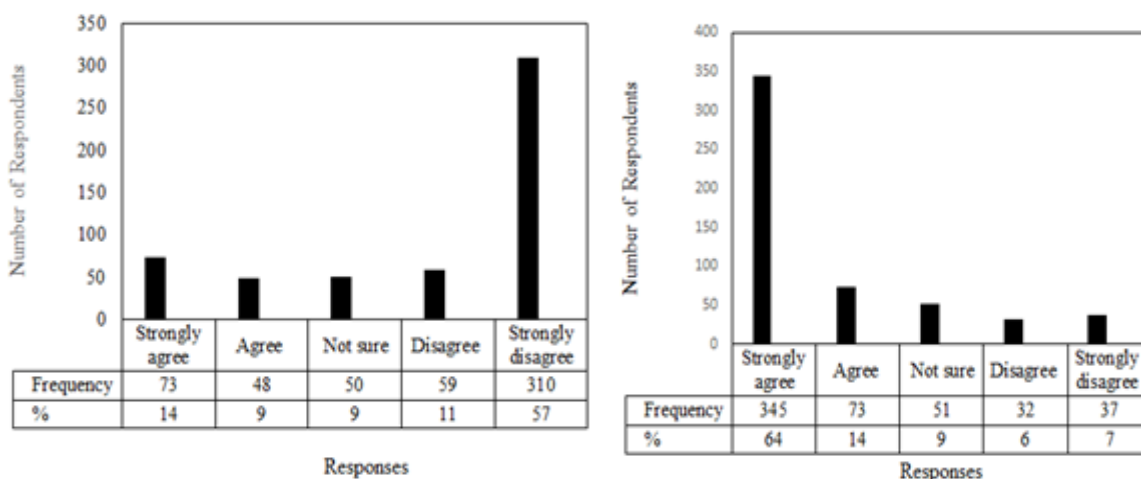 Number of Respondents
350
300
250
200
150
100
50
0
Strongly agree Agree Not sure Disagree Strongly disagree
Frequency 73 48 50 59 310
% 14 9 9 11 57
Responses
Number of Respondents
400
350
300
250
200
150
100
50
0
Strongly agree Agree Not sure Disagree Strongly disagree
Frequency 345 73 51 32 37
% 64 14 9 6 7
Responses